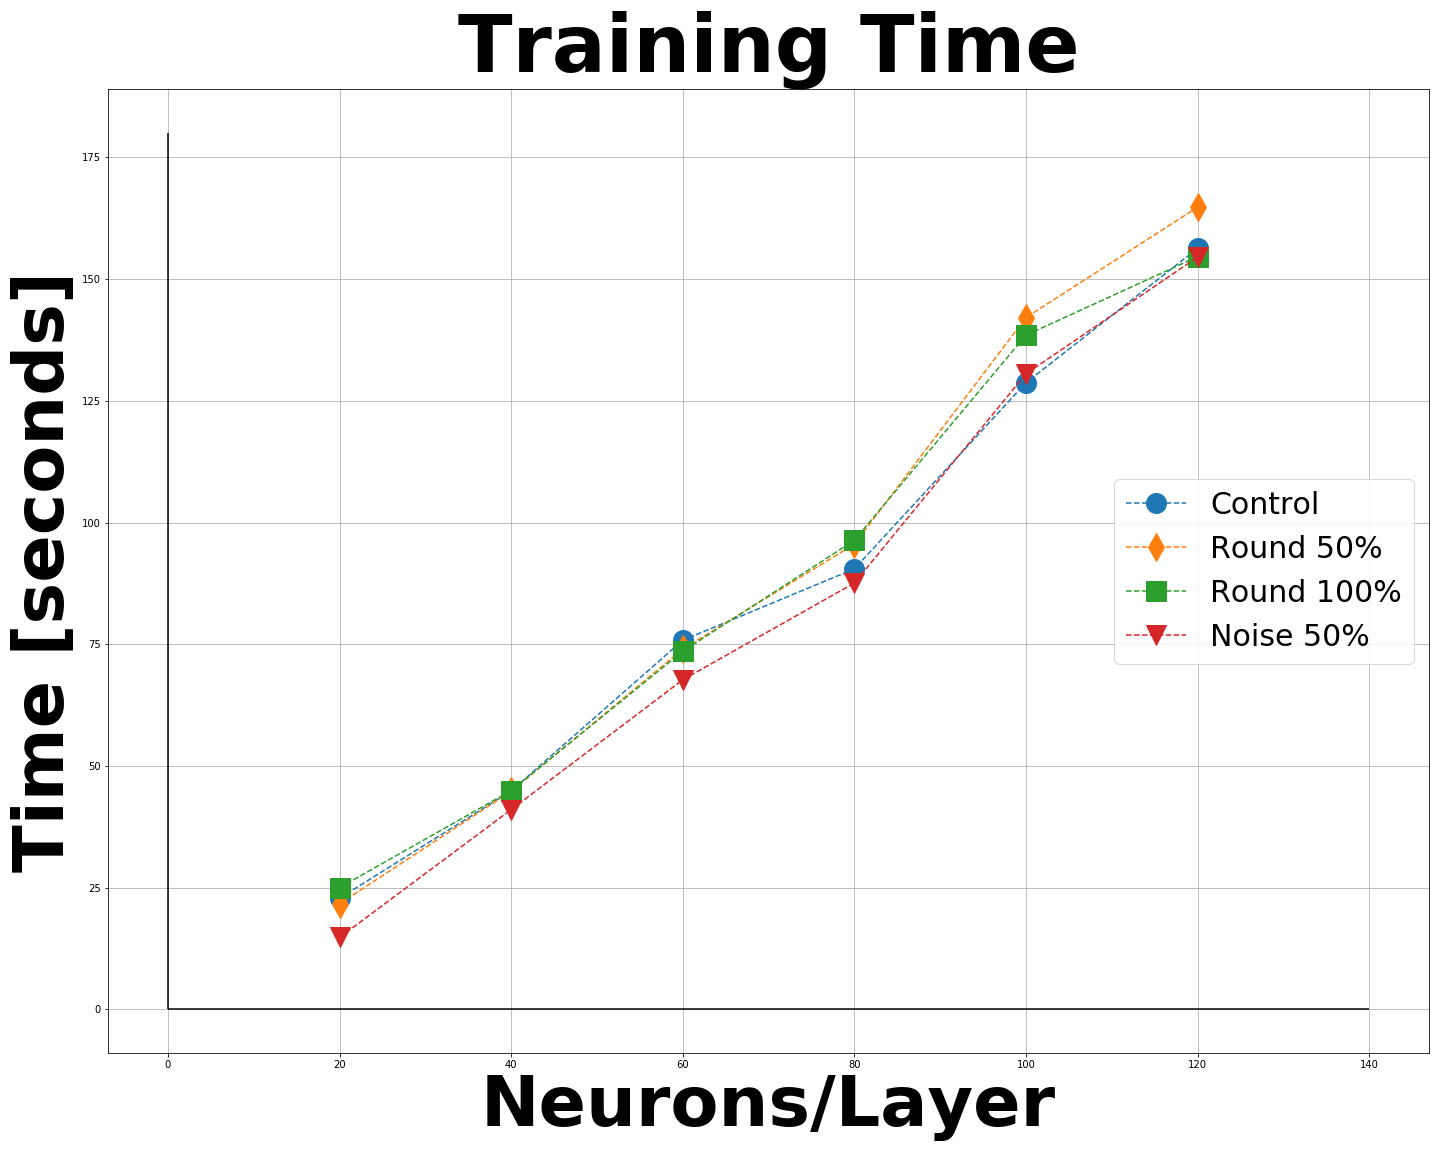 Training Time
Time [seconds]
175
150
125
100
75
50
25
0
Control
Round 50%
Round 100%
Noise 50%
0 20 40 60 80 100 120 140
Neurons/Layer